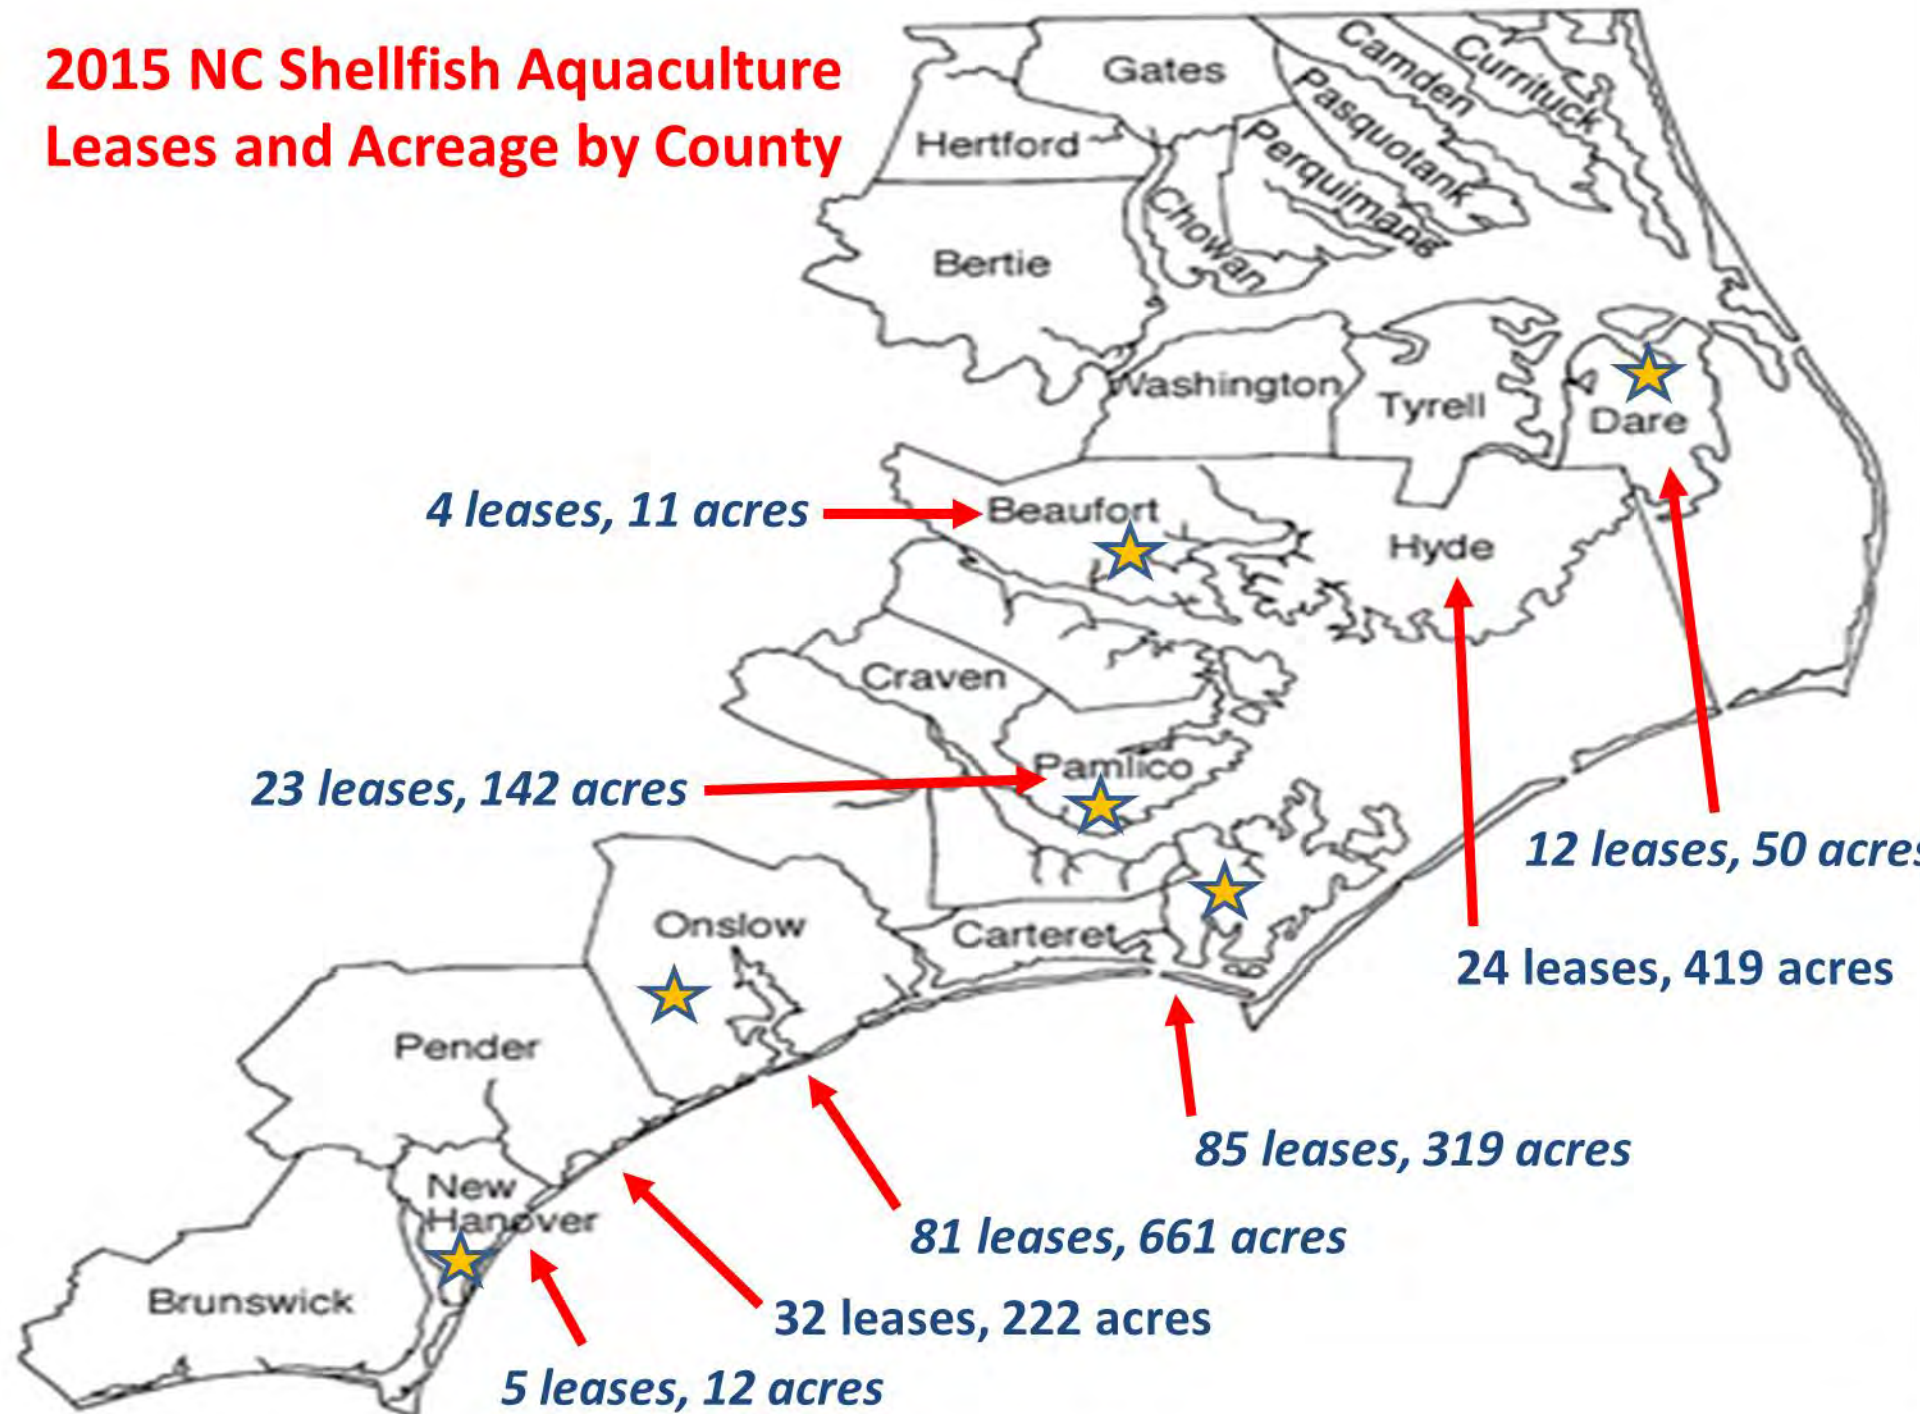 2015 NC Shellfish Aquaculture
Leases and Acreage by County
Gates
Camden
Currituck
Pasquotank
Hertford
Perquimans
Chowan
Bertie
Washington
Tyrell
Dare
4 leases, 11 acres
Beaufort
Hyde
Craven
23 leases, 142 acres
Pamlico
12 leases, 50 acres
Onslow
Carteret
24 leases, 419 acres
Pender
85 leases, 319 acres
New
Hanover
81 leases, 661 acres
Brunswick
32 leases, 222 acres
5 leases, 12 acres